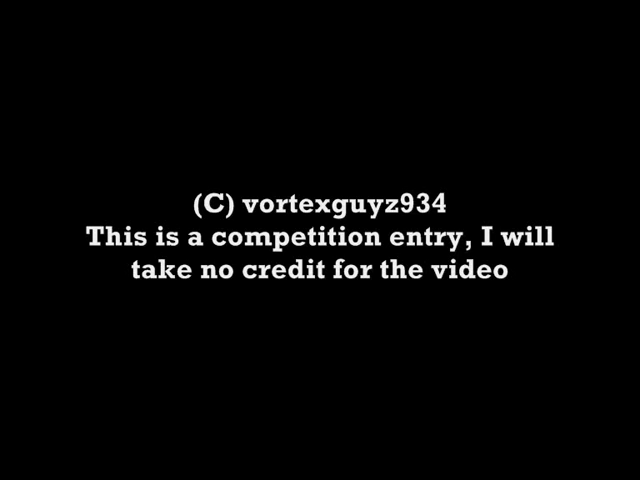 (C) vortexguyz934
This is a competition entry, I will
take no credit for the video